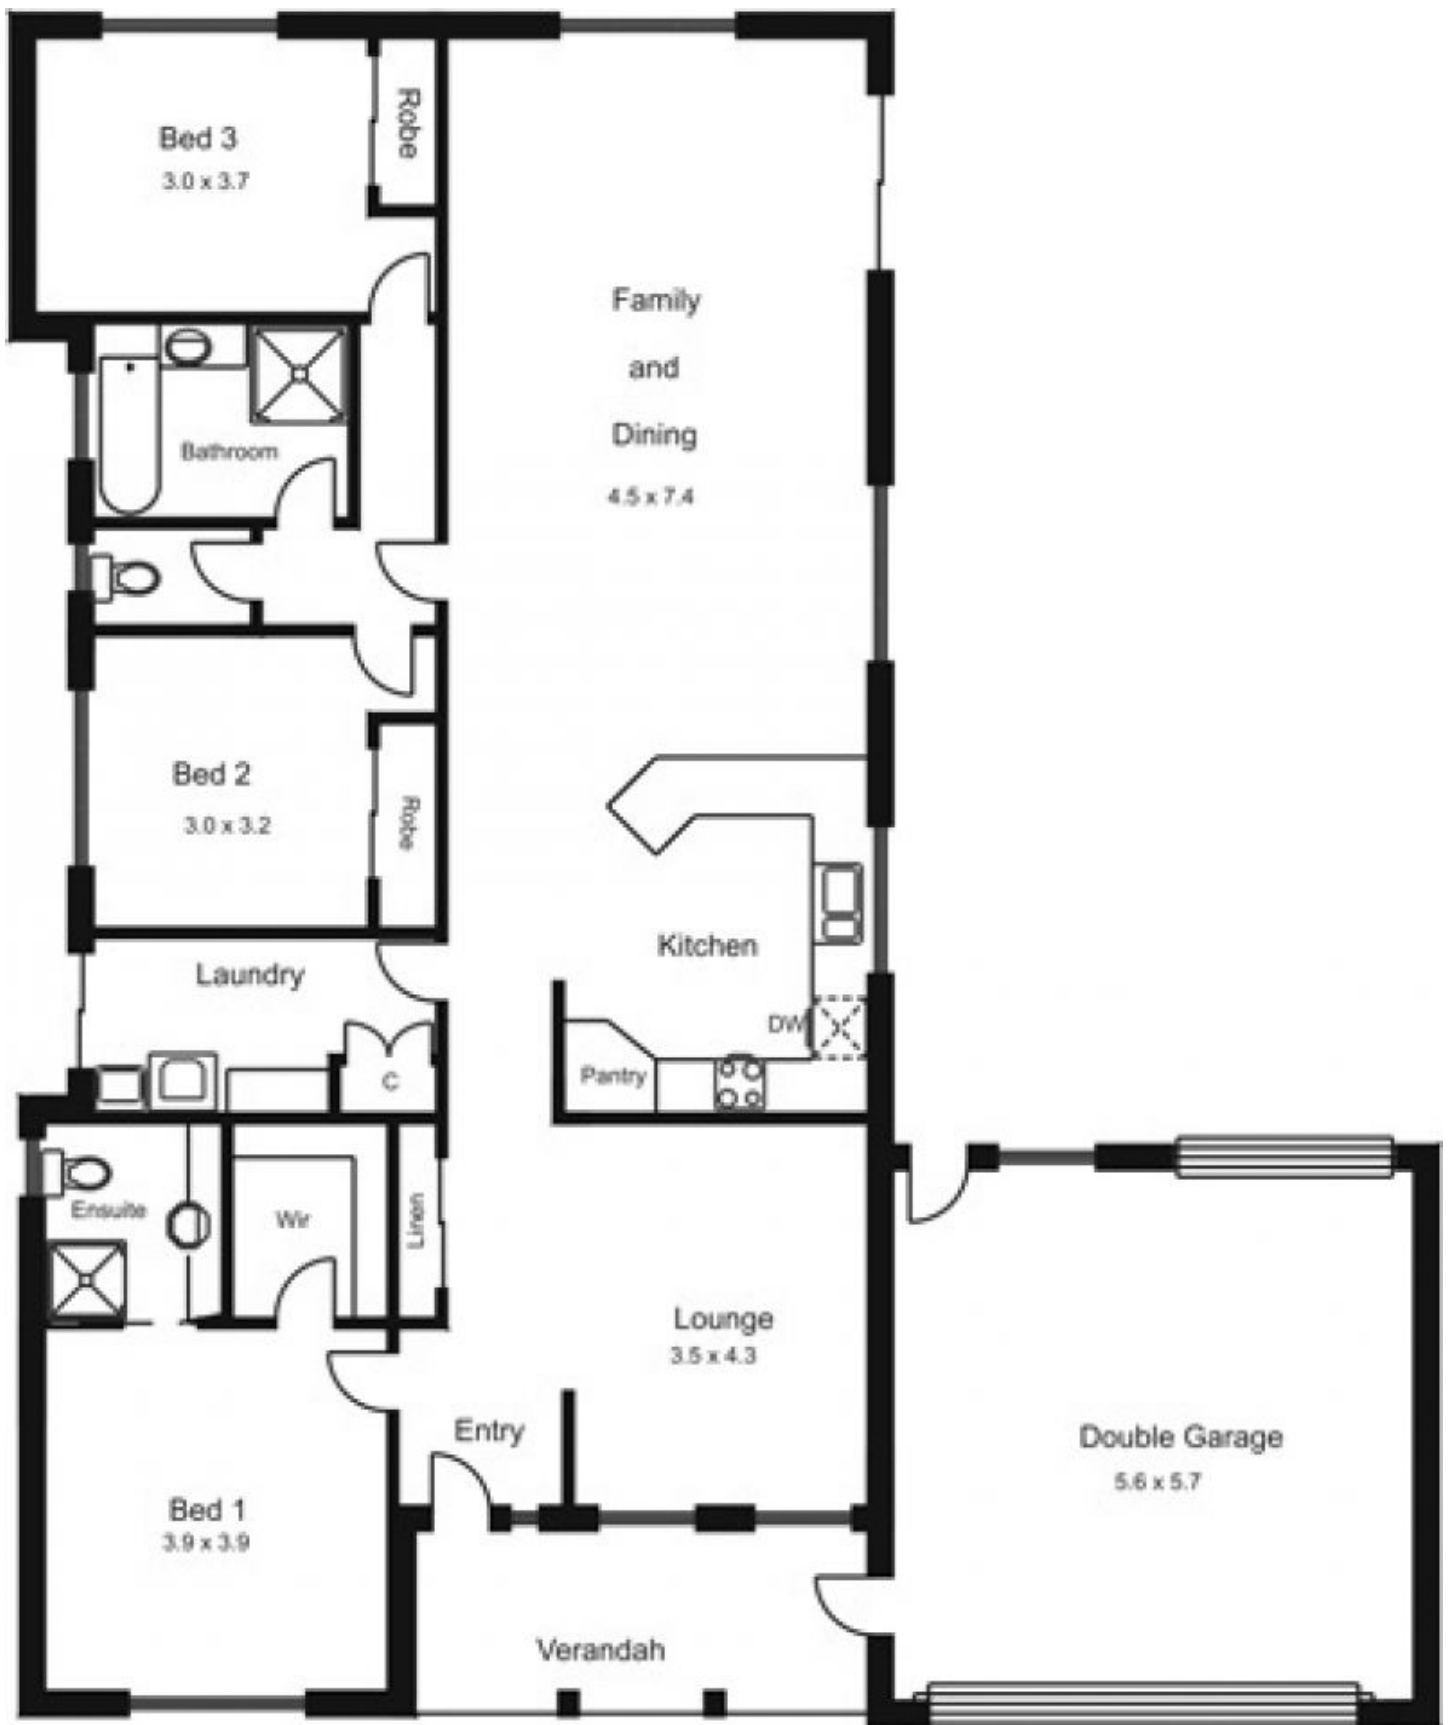 Bed 3
3.0 x 3.7
Robe
Family
and
Dining
4.5 x 7.4
Bathroom
Bed 2
3.0 x 3.2
Robe
Kitchen
Laundry
DW
Pantry
C
Ensuite
Wir
Linen
Lounge
3.5 x 4.3
Entry
Double Garage
5.6 x 5.7
Bed 1
3.9 x 3.9
Verandah